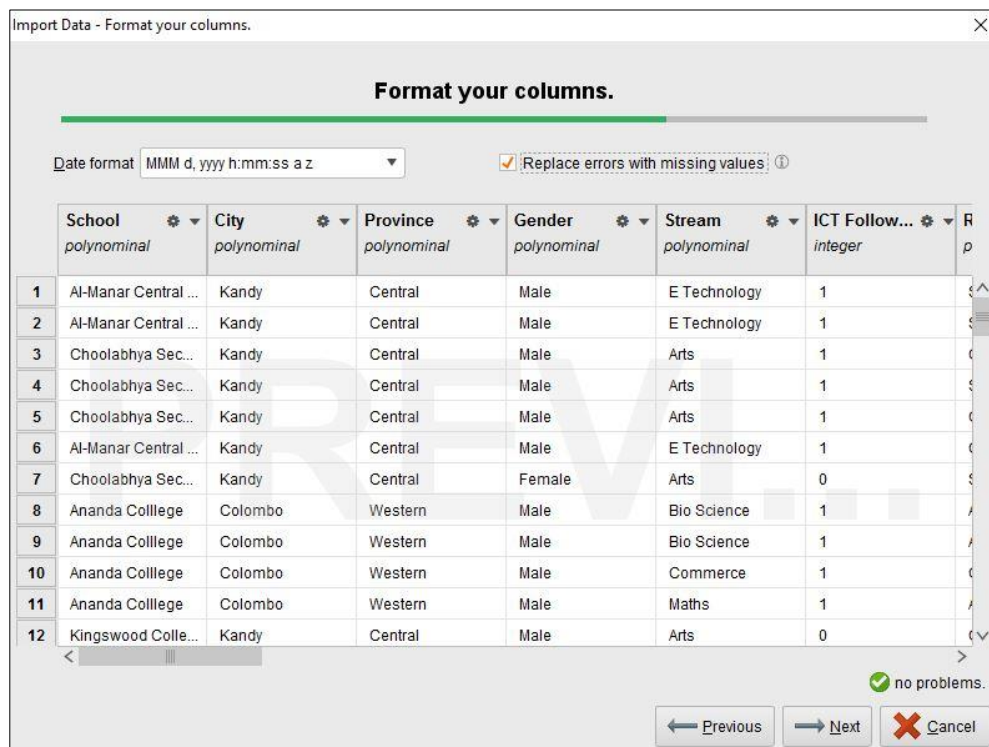 Import Data - Format your columns.
Format your columns.
Date format MMM d, yyyy h:mm:ss a z Replace errors with missing values
School City Province Gender Stream ICT Follow... R
polynominal polynominal polynominal polynominal polynominal integer p
1 Al-Manar Central ... Kandy Central Male E Technology 1
2 Al-Manar Central ... Kandy Central Male E Technology 1
3 Choolabhya Sec... Kandy Central Male Arts 1
4 Choolabhya Sec... Kandy Central Male Arts 1
5 Choolabhya Sec... Kandy Central Male Arts 1
6 Al-Manar Central ... Kandy Central Male E Technology 1
7 Choolabhya Sec... Kandy Central Female Arts 0
8 Ananda Colllege Colombo Western Male Bio Science 1
9 Ananda Colllege Colombo Western Male Bio Science 1
10 Ananda Colllege Colombo Western Male Commerce 1
11 Ananda Colllege Colombo Western Male Maths 1
12 Kingswood Colle... Kandy Central Male Arts 0
PREVI...
no problems.
Previous Next Cancel